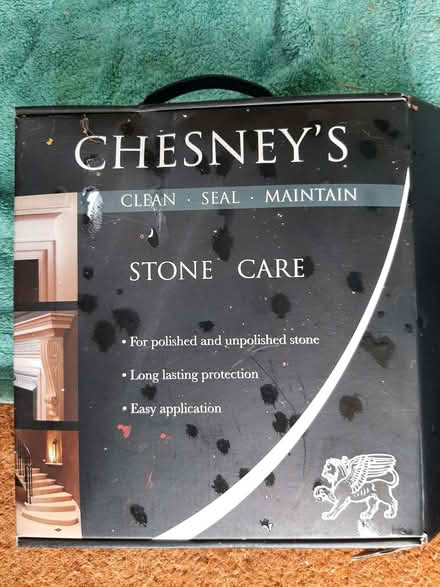 CHESNEY'S
CLEAN · SEAL · MAINTAIN
STONE CARE
• For polished and unpolished stone
• Long lasting protection
• Easy application